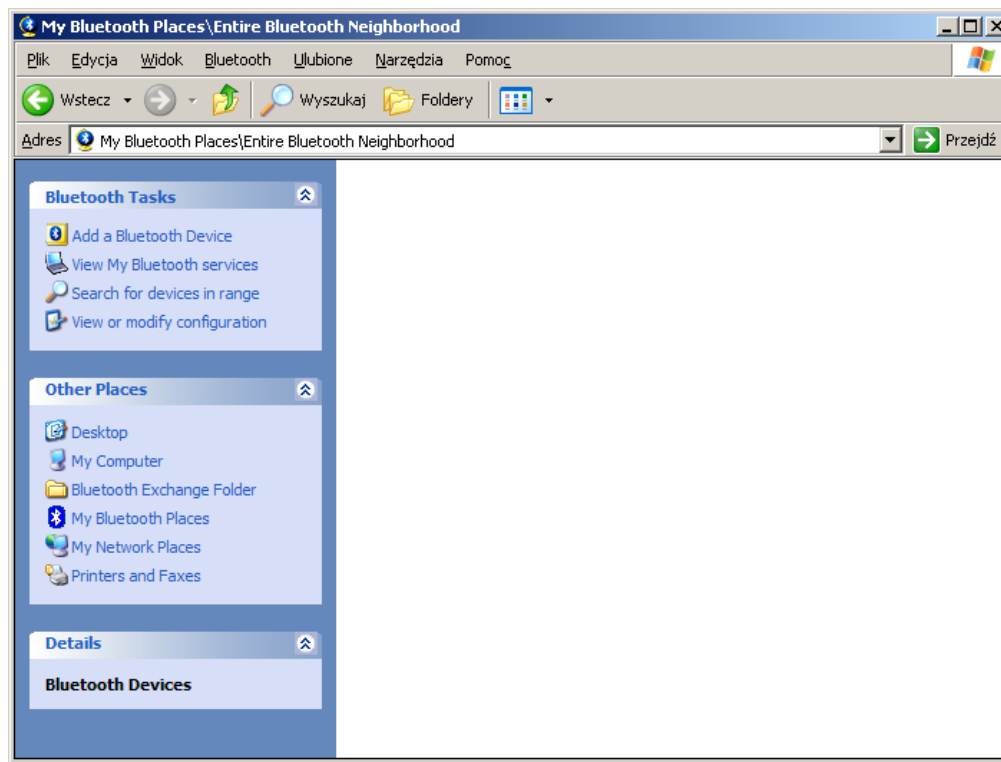 My Bluetooth Places\Entire Bluetooth Neighborhood
Plik Edycja Widok Bluetooth Ulubione Narzędzia Pomoc
Wstecz Wyszukaj Foldery
Adres My Bluetooth Places\Entire Bluetooth Neighborhood Przejdź
Bluetooth Tasks
Add a Bluetooth Device
View My Bluetooth services
Search for devices in range
View or modify configuration
Other Places
Desktop
My Computer
Bluetooth Exchange Folder
My Bluetooth Places
My Network Places
Printers and Faxes
Details
Bluetooth Devices